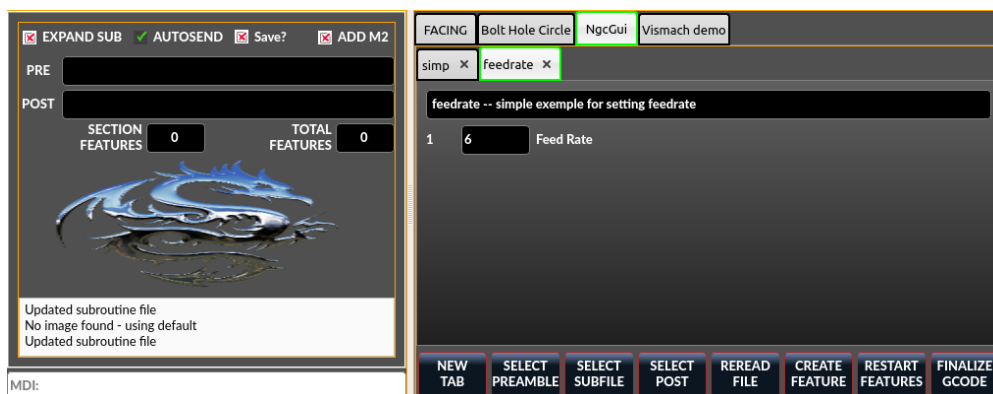 EXPAND SUB AUTOSEND Save? ADD M2
PRE
POST
SECTION FEATURES 0 TOTAL FEATURES 0
Updated subroutine file
No image found - using default
Updated subroutine file
MDI:
FACING Bolt Hole Circle NgcGui Vismach demo
simp × feedrate ×
feedrate -- simple exemple for setting feedrate
1 6 Feed Rate
NEW TAB SELECT PREAMBLE SELECT SUBFILE SELECT POST REREAD FILE CREATE FEATURE RESTART FEATURES FINALIZE GCODE